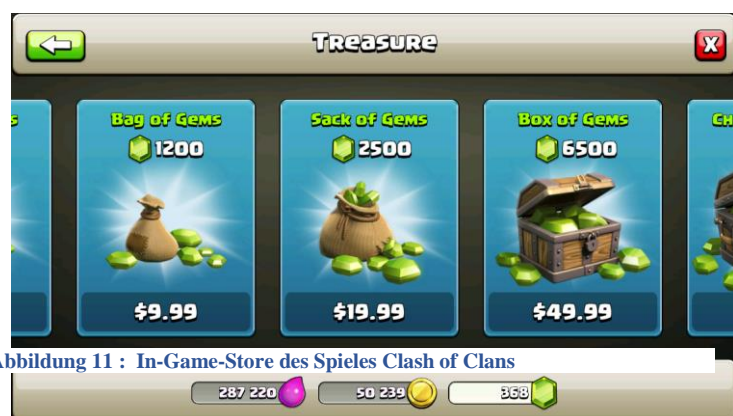 Treasure
X
Bag of Gems
1200
$9.99
Sack of Gems
2500
$19.99
Box of Gems
6500
$49.99
bbildung 11 : In-Game-Store des Spieles Clash of Clans
287 220
50 239
368